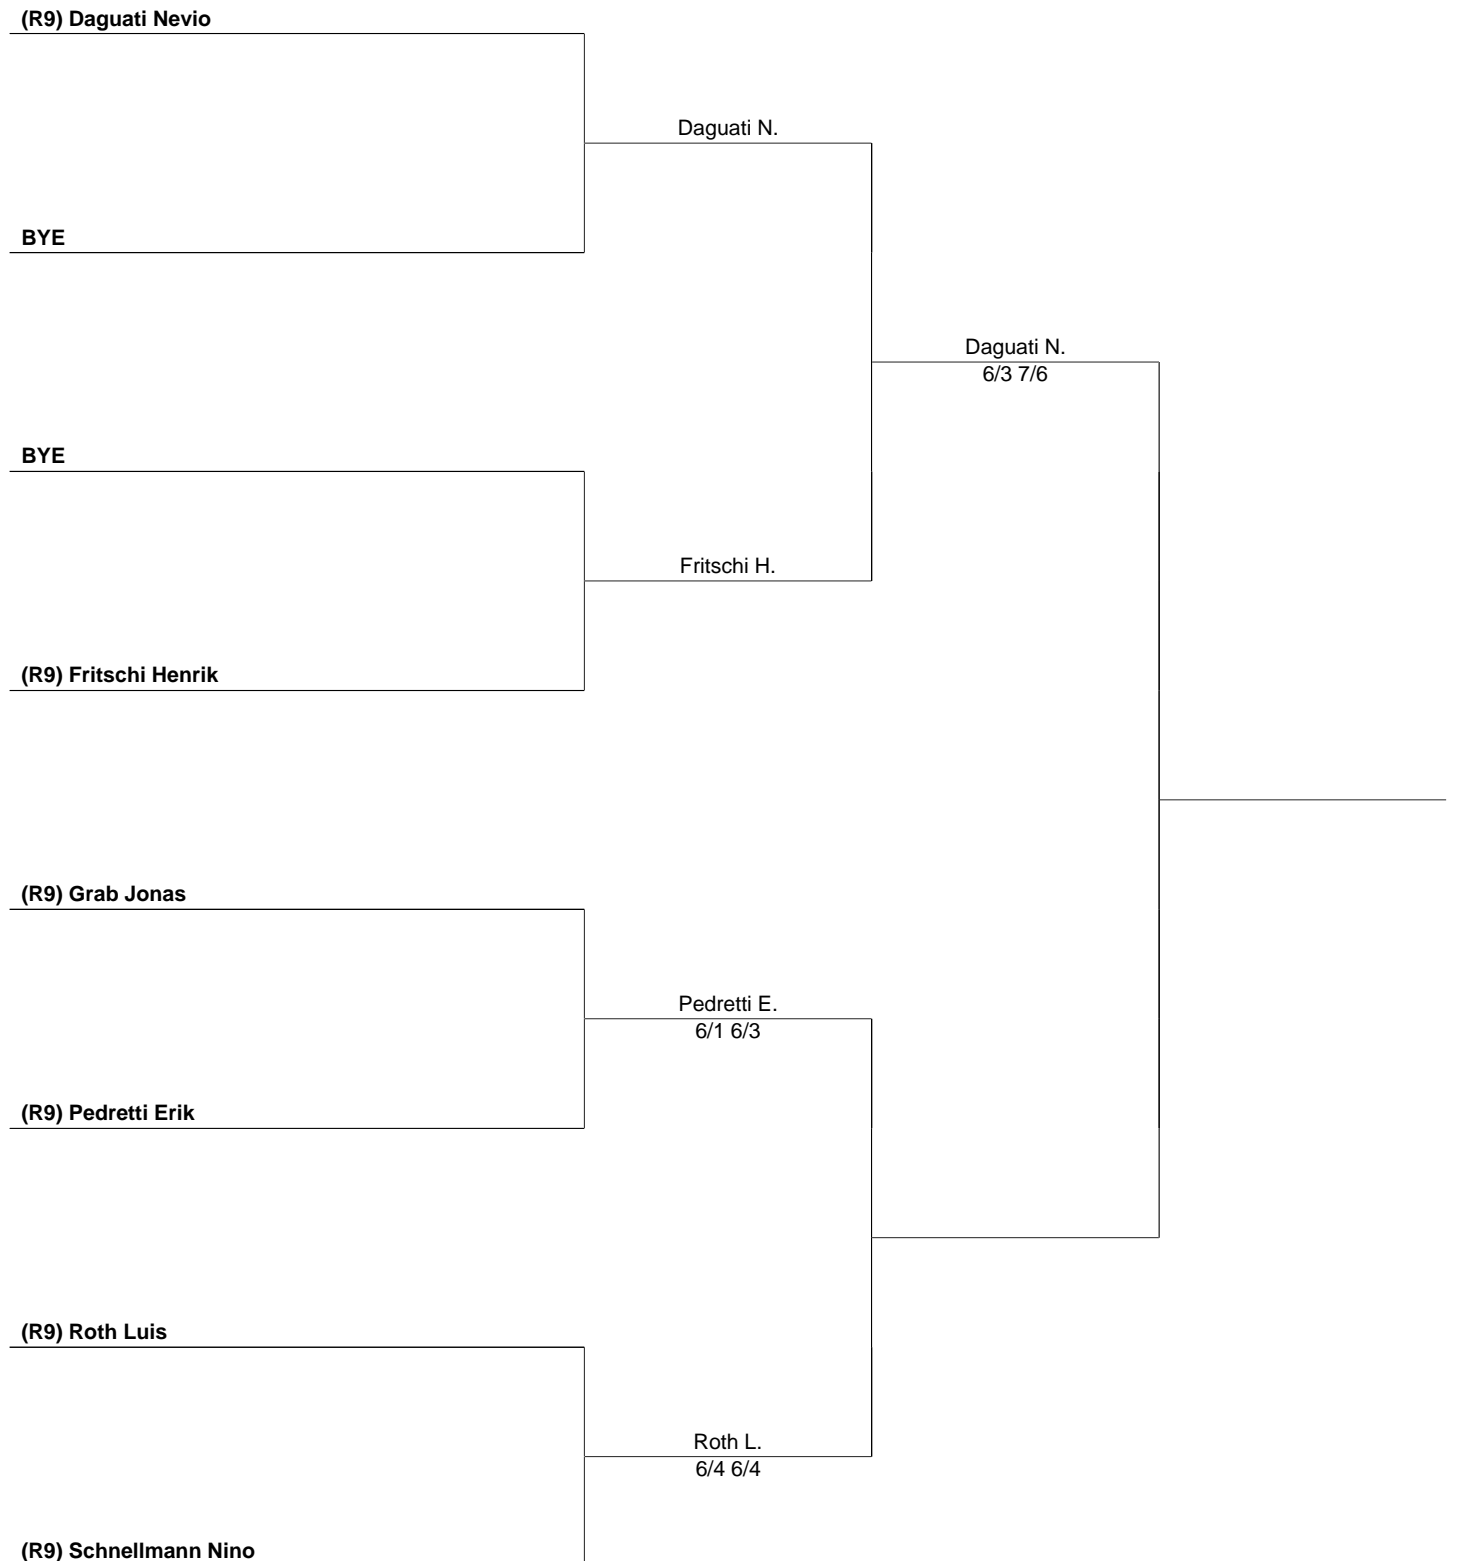 (R9) Daguati Nevio
Daguati N.
BYE
Daguati N.
6/3 7/6
BYE
Fritschi H.
(R9) Fritschi Henrik
(R9) Grab Jonas
Pedretti E.
6/1 6/3
(R9) Pedretti Erik
(R9) Roth Luis
Roth L.
6/4 6/4
(R9) Schnellmann Nino